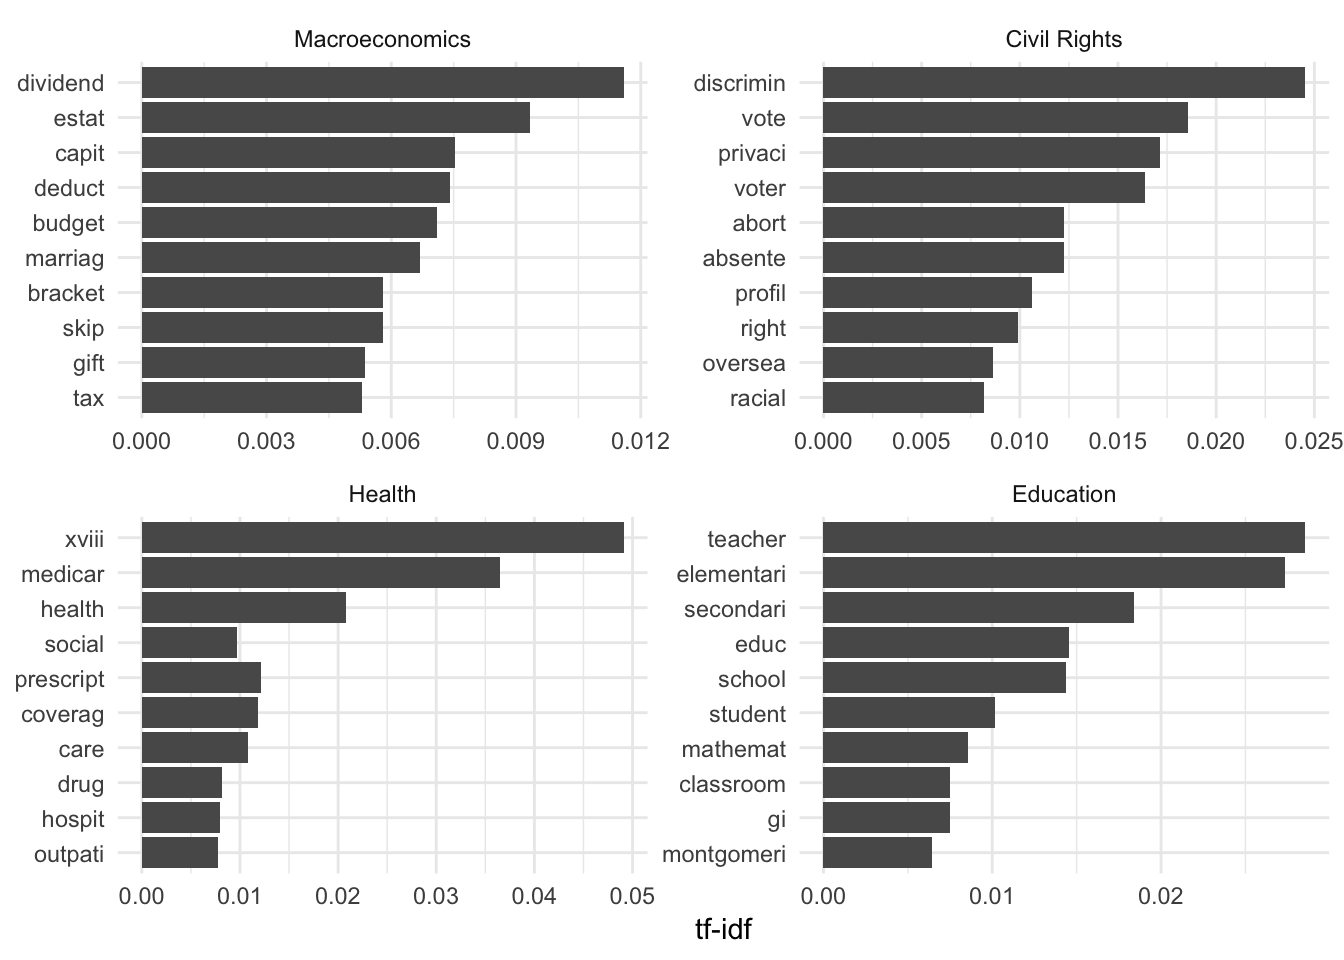 Macroeconomics
dividend
estat
capit
deduct
budget
marriag
bracket
skip
gift
tax
0.000 0.003 0.006 0.009 0.012
Civil Rights
discrimin
vote
privaci
voter
abort
absente
profil
right
oversea
racial
0.000 0.005 0.010 0.015 0.020 0.025
Health
xviii
medicar
health
social
prescript
coverag
care
drug
hospit
outpati
0.00 0.01 0.02 0.03 0.04 0.05
Education
teacher
elementari
secondari
educ
school
student
mathemat
classroom
gi
montgomeri
0.00 0.01 0.02
tf-idf